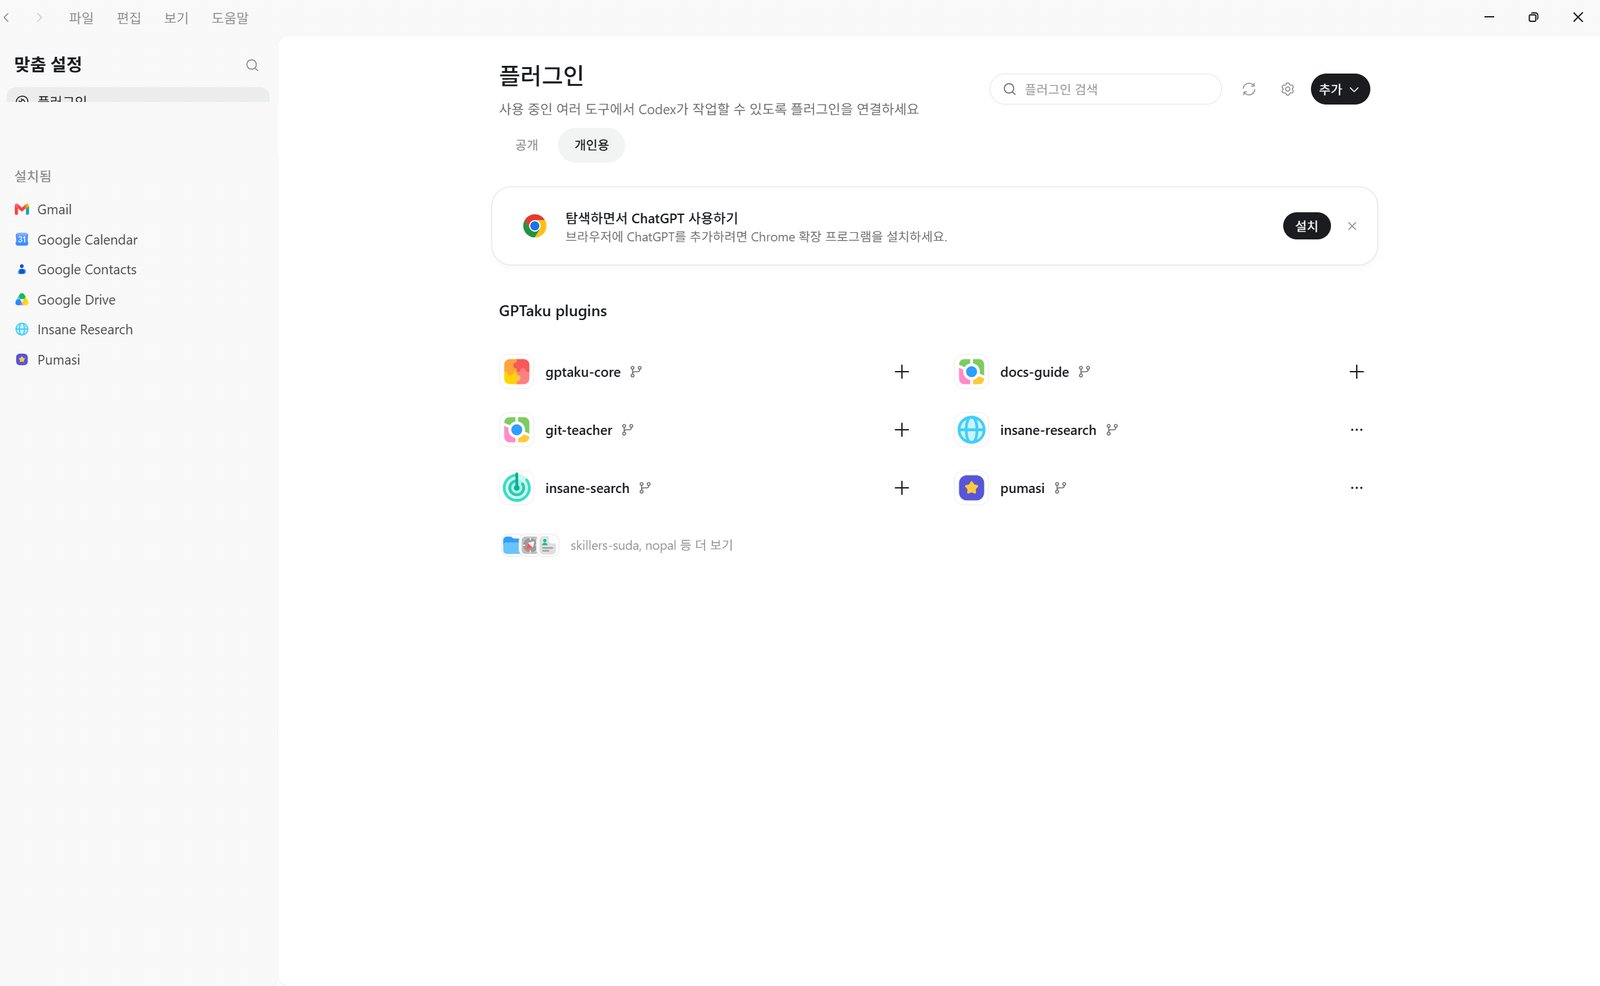 파일 편집 보기 도움말
맞춤 설정
플러그인
설치됨
Gmail
31 Google Calendar
Google Contacts
Google Drive
Insane Research
Pumasi
플러그인
사용 중인 여러 도구에서 Codex가 작업할 수 있도록 플러그인을 연결하세요
플러그인 검색
추가
공개 개인용
탐색하면서 ChatGPT 사용하기
브라우저에 ChatGPT를 추가하려면 Chrome 확장 프로그램을 설치하세요.
설치
GPTaku plugins
gptaku-core
docs-guide
git-teacher
insane-research
insane-search
pumasi
skillers-suda, nopal 등 더 보기